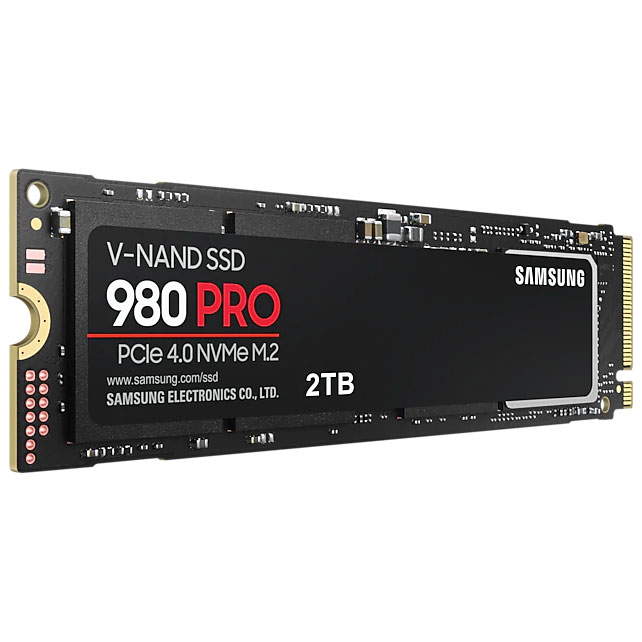 V-NAND SSD
980 PRO
PCIe 4.0 NVMe M.2
www.samsung.com/ssd
SAMSUNG ELECTRONICS CO., LTD.
2TB
SAMSUNG